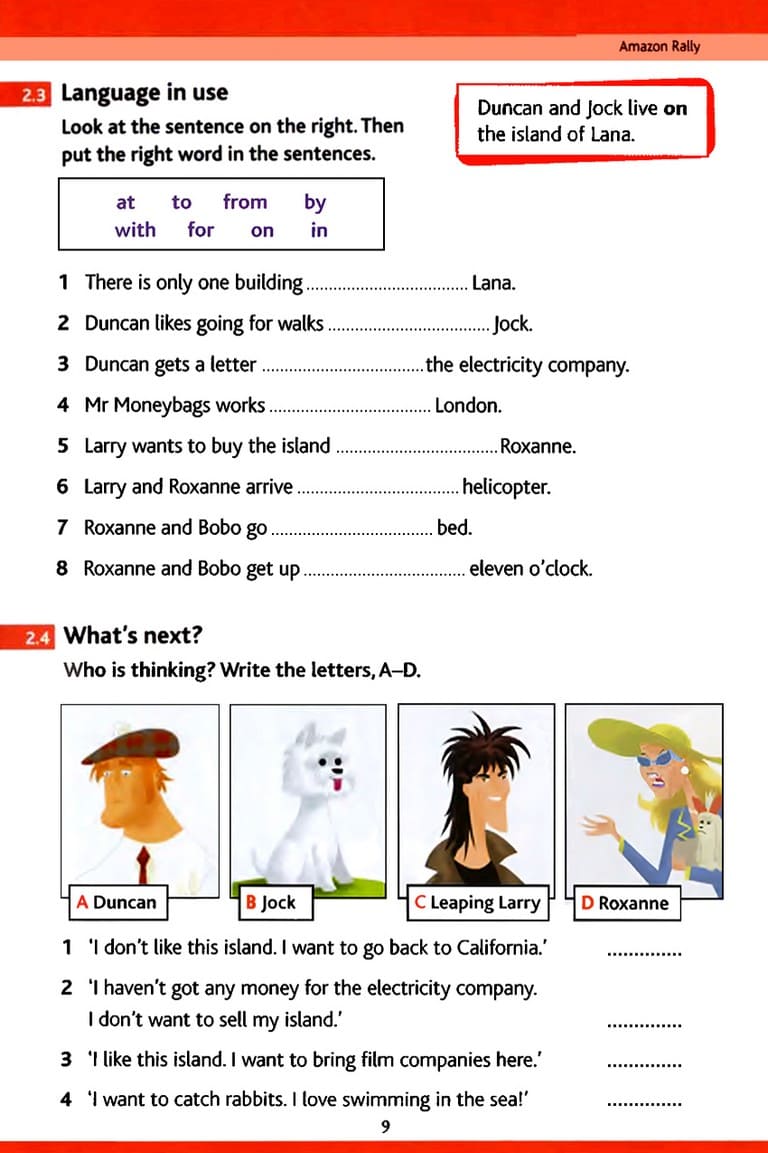 Amazon Rally
2.3 Language in use
Look at the sentence on the right. Then
put the right word in the sentences.
Duncan and Jock live on
the island of Lana.
at to from by
with for on in
1 There is only one building .................................... Lana.
2 Duncan likes going for walks .................................... Jock.
3 Duncan gets a letter .................................... the electricity company.
4 Mr Moneybags works .................................... London.
5 Larry wants to buy the island .................................... Roxanne.
6 Larry and Roxanne arrive .................................... helicopter.
7 Roxanne and Bobo go .................................... bed.
8 Roxanne and Bobo get up .................................... eleven o’clock.
2.4 What’s next?
Who is thinking? Write the letters, A–D.
A Duncan
B Jock
C Leaping Larry
D Roxanne
1 ‘I don’t like this island. I want to go back to California.’ ..............
2 ‘I haven’t got any money for the electricity company.
I don’t want to sell my island.’ ..............
3 ‘I like this island. I want to bring film companies here.’ ..............
4 ‘I want to catch rabbits. I love swimming in the sea!’ ..............
9